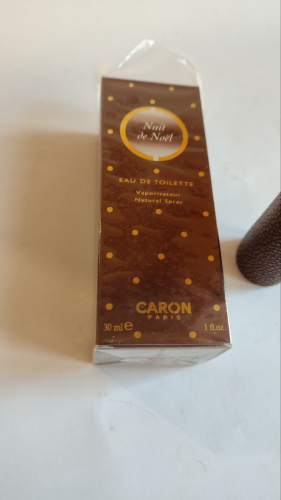 Nuit
de Noël
EAU DE TOILETTE
Vaporisateur
Natural Spray
CARON
PARIS
30 ml e 1 fl.oz.